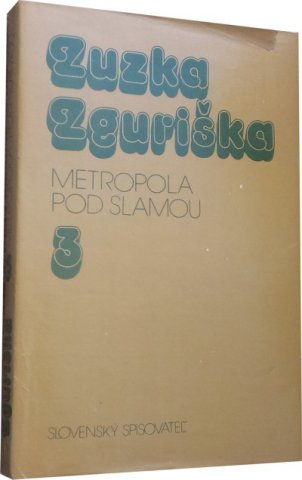 Zuzka
Zguriška
METROPOLA
POD SLAMOU
3
SLOVENSKÝ SPISOVATEĽ